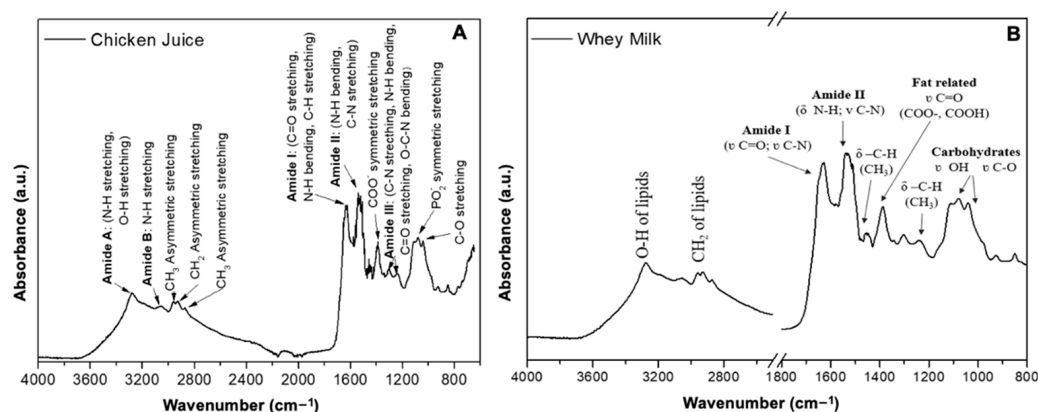 A
Chicken Juice
Amide A: (N-H stretching,
O-H stretching)
Amide B: N-H stretching
CH3 Asymmetric stretching
CH2 Asymmetric stretching
CH3 Asymmetric stretching
Amide I: (C=O stretching,
N-H bending, C-H stretching)
Amide II: (N-H bending,
C-N stretching)
COO- symmetric stretching
Amide III: (C-N strecthing, N-H bending,
C=O stretching, O-C-N bending)
PO2- symmetric stretching
C-O stretching
Absorbance (a.u.)
4000 3600 3200 2800 2400 2000 1600 1200 800
Wavenumber (cm−1)
B
Whey Milk
Fat related
υ C=O
(COO-, COOH)
Amide II
(δ N-H; v C-N)
Amide I
(υ C=O; υ C-N)
δ –C-H
(CH3)
Carbohydrates
υ OH υ C-O
δ –C-H
(CH3)
O-H of lipids
CH2 of lipids
Absorbance (a.u.)
4000 3600 3200 2800 1800 1600 1400 1200 1000 800
Wavenumber (cm−1)